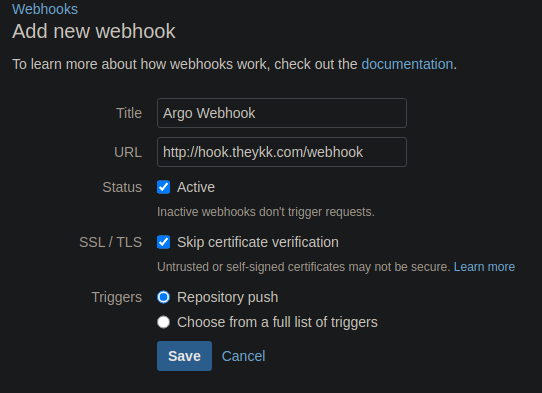 Webhooks
Add new webhook
To learn more about how webhooks work, check out the documentation.
Title Argo Webhook
URL http://hook.theykk.com/webhook
Status Active
Inactive webhooks don't trigger requests.
SSL / TLS Skip certificate verification
Untrusted or self-signed certificates may not be secure. Learn more
Triggers Repository push
Choose from a full list of triggers
Save Cancel